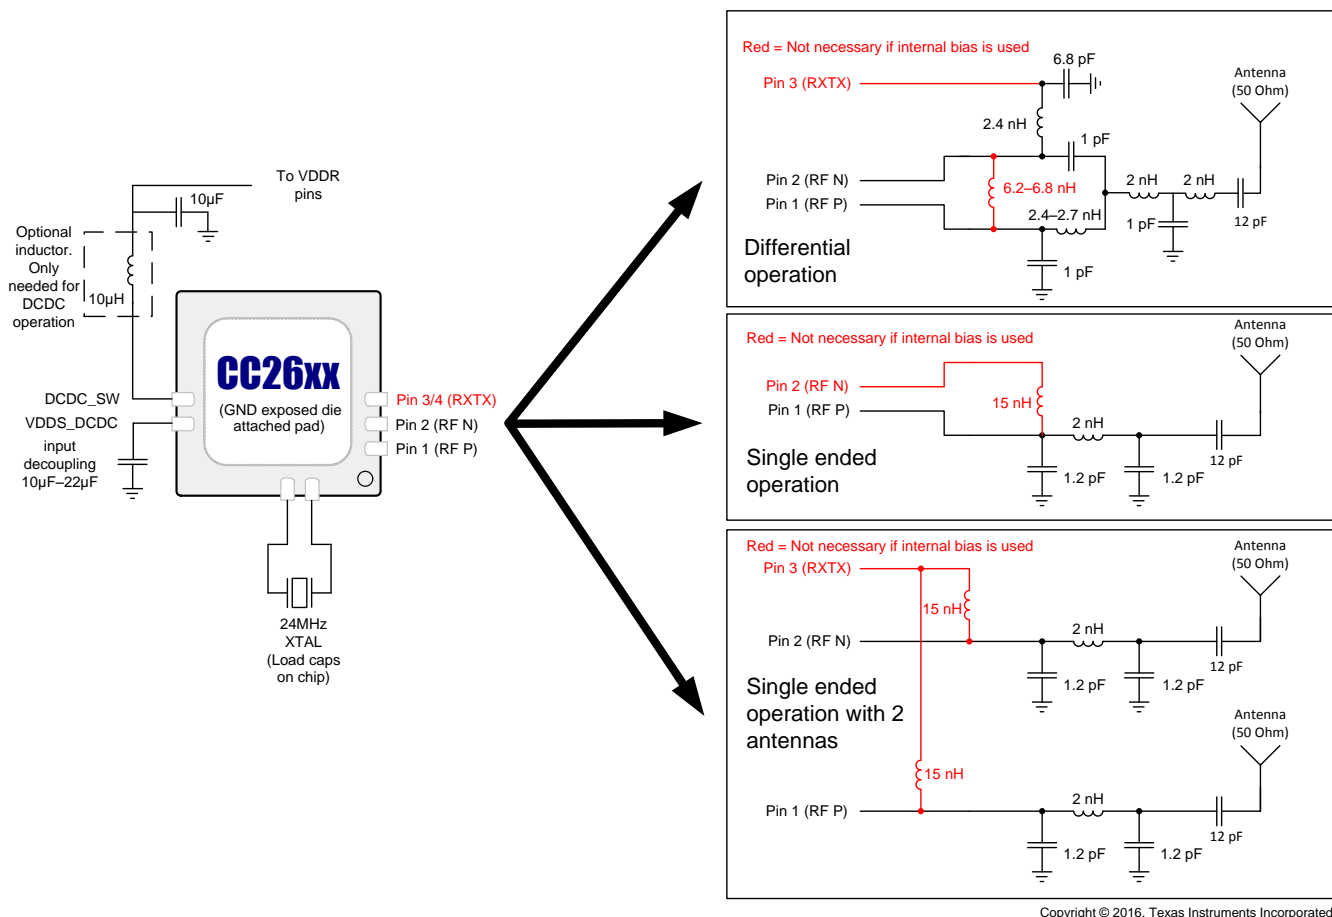 To VDDR
pins
10µF
Optional
inductor.
Only
needed for
DCDC
operation
10µH
CC26xx
(GND exposed die
attached pad)
DCDC_SW
VDDS_DCDC
input
decoupling
10µF–22µF
Pin 3/4 (RXTX)
Pin 2 (RF N)
Pin 1 (RF P)
24MHz
XTAL
(Load caps
on chip)
Red = Not necessary if internal bias is used
Pin 3 (RXTX)
6.8 pF
Antenna
(50 Ohm)
2.4 nH
1 pF
Pin 2 (RF N)
6.2–6.8 nH
2 nH
2 nH
Pin 1 (RF P)
2.4–2.7 nH
1 pF
12 pF
Differential
operation
1 pF
Red = Not necessary if internal bias is used
Antenna
(50 Ohm)
Pin 2 (RF N)
15 nH
Pin 1 (RF P)
2 nH
12 pF
Single ended
operation
1.2 pF
1.2 pF
Red = Not necessary if internal bias is used
Antenna
(50 Ohm)
Pin 3 (RXTX)
15 nH
Pin 2 (RF N)
2 nH
12 pF
1.2 pF
1.2 pF
Single ended
operation with 2
antennas
Antenna
(50 Ohm)
15 nH
Pin 1 (RF P)
2 nH
12 pF
1.2 pF
1.2 pF
Copyright © 2016, Texas Instruments Incorporated